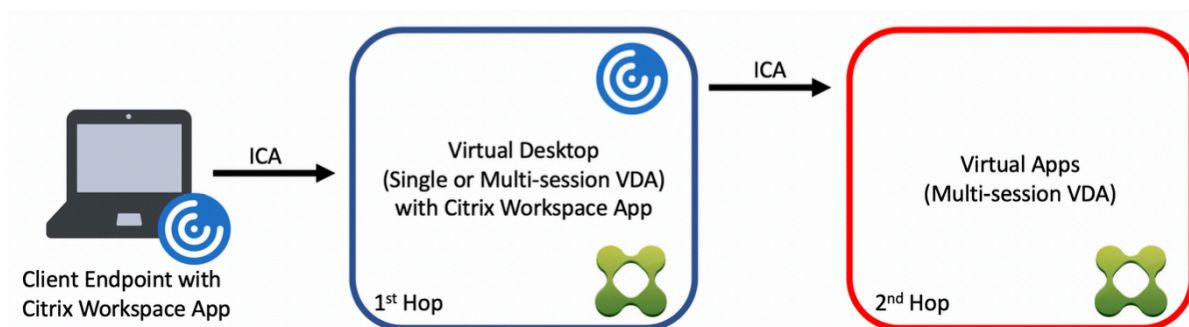 ICA
Client Endpoint with
Citrix Workspace App
Virtual Desktop
(Single or Multi-session VDA)
with Citrix Workspace App
1st Hop
ICA
Virtual Apps
(Multi-session VDA)
2nd Hop